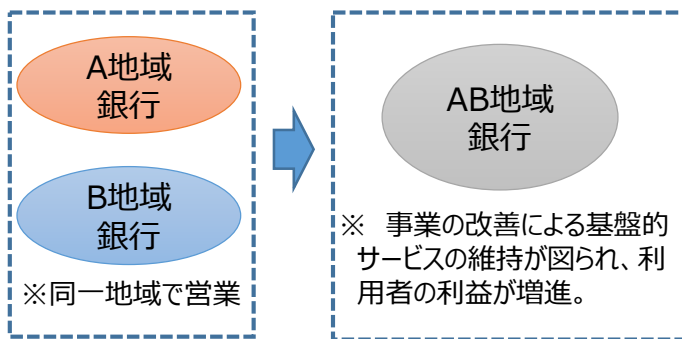 A地域
銀行
B地域
銀行
※同一地域で営業
AB地域
銀行
※ 事業の改善による基盤的
サービスの維持が図られ、利
用者の利益が増進。